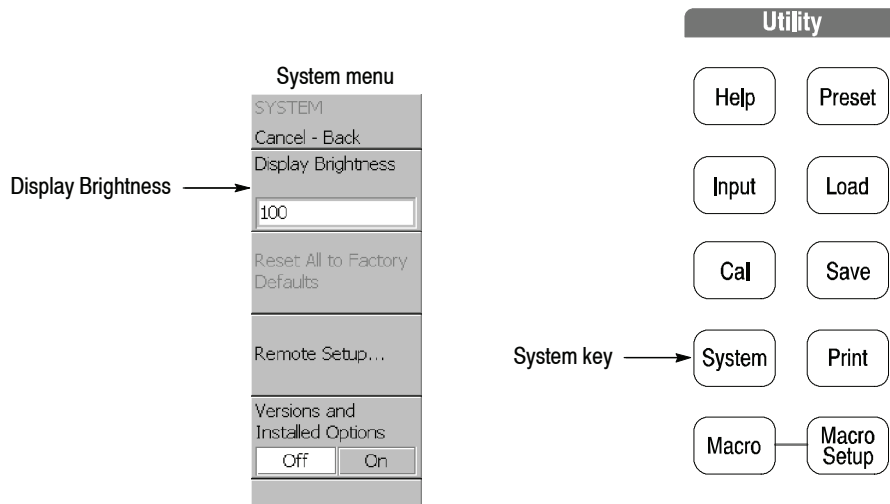 System menu
SYSTEM
Cancel - Back
Display Brightness
100
Reset All to Factory
Defaults
Remote Setup...
Versions and
Installed Options
Off On
Display Brightness
Utility
Help Preset
Input Load
Cal Save
System key
System Print
Macro Macro
Setup